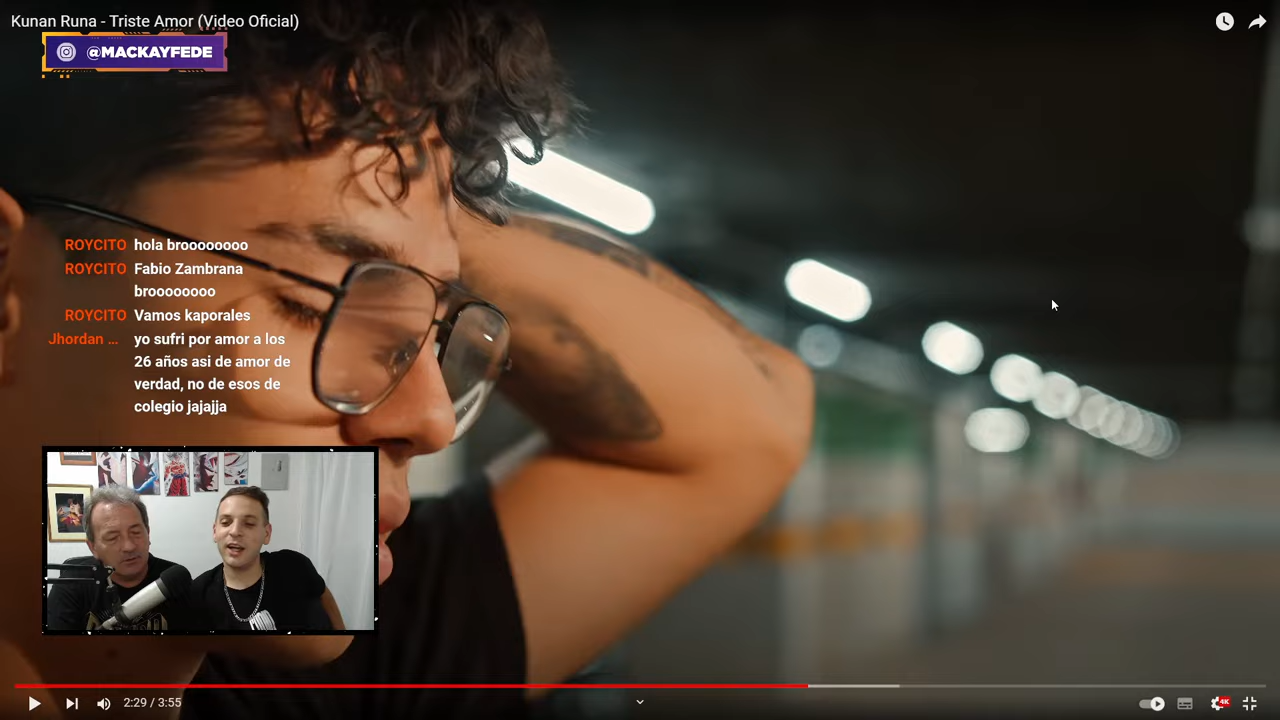 Kunan Runa - Triste Amor (Video Oficial)
@MACKAYFEDE
ROYCITO hola broooooooo
ROYCITO Fabio Zambrana
broooooooo
ROYCITO Vamos kaporales
Jhordan ... yo sufri por amor a los
26 años asi de amor de
verdad, no de esos de
colegio jajajja
2:29 / 3:55
4K